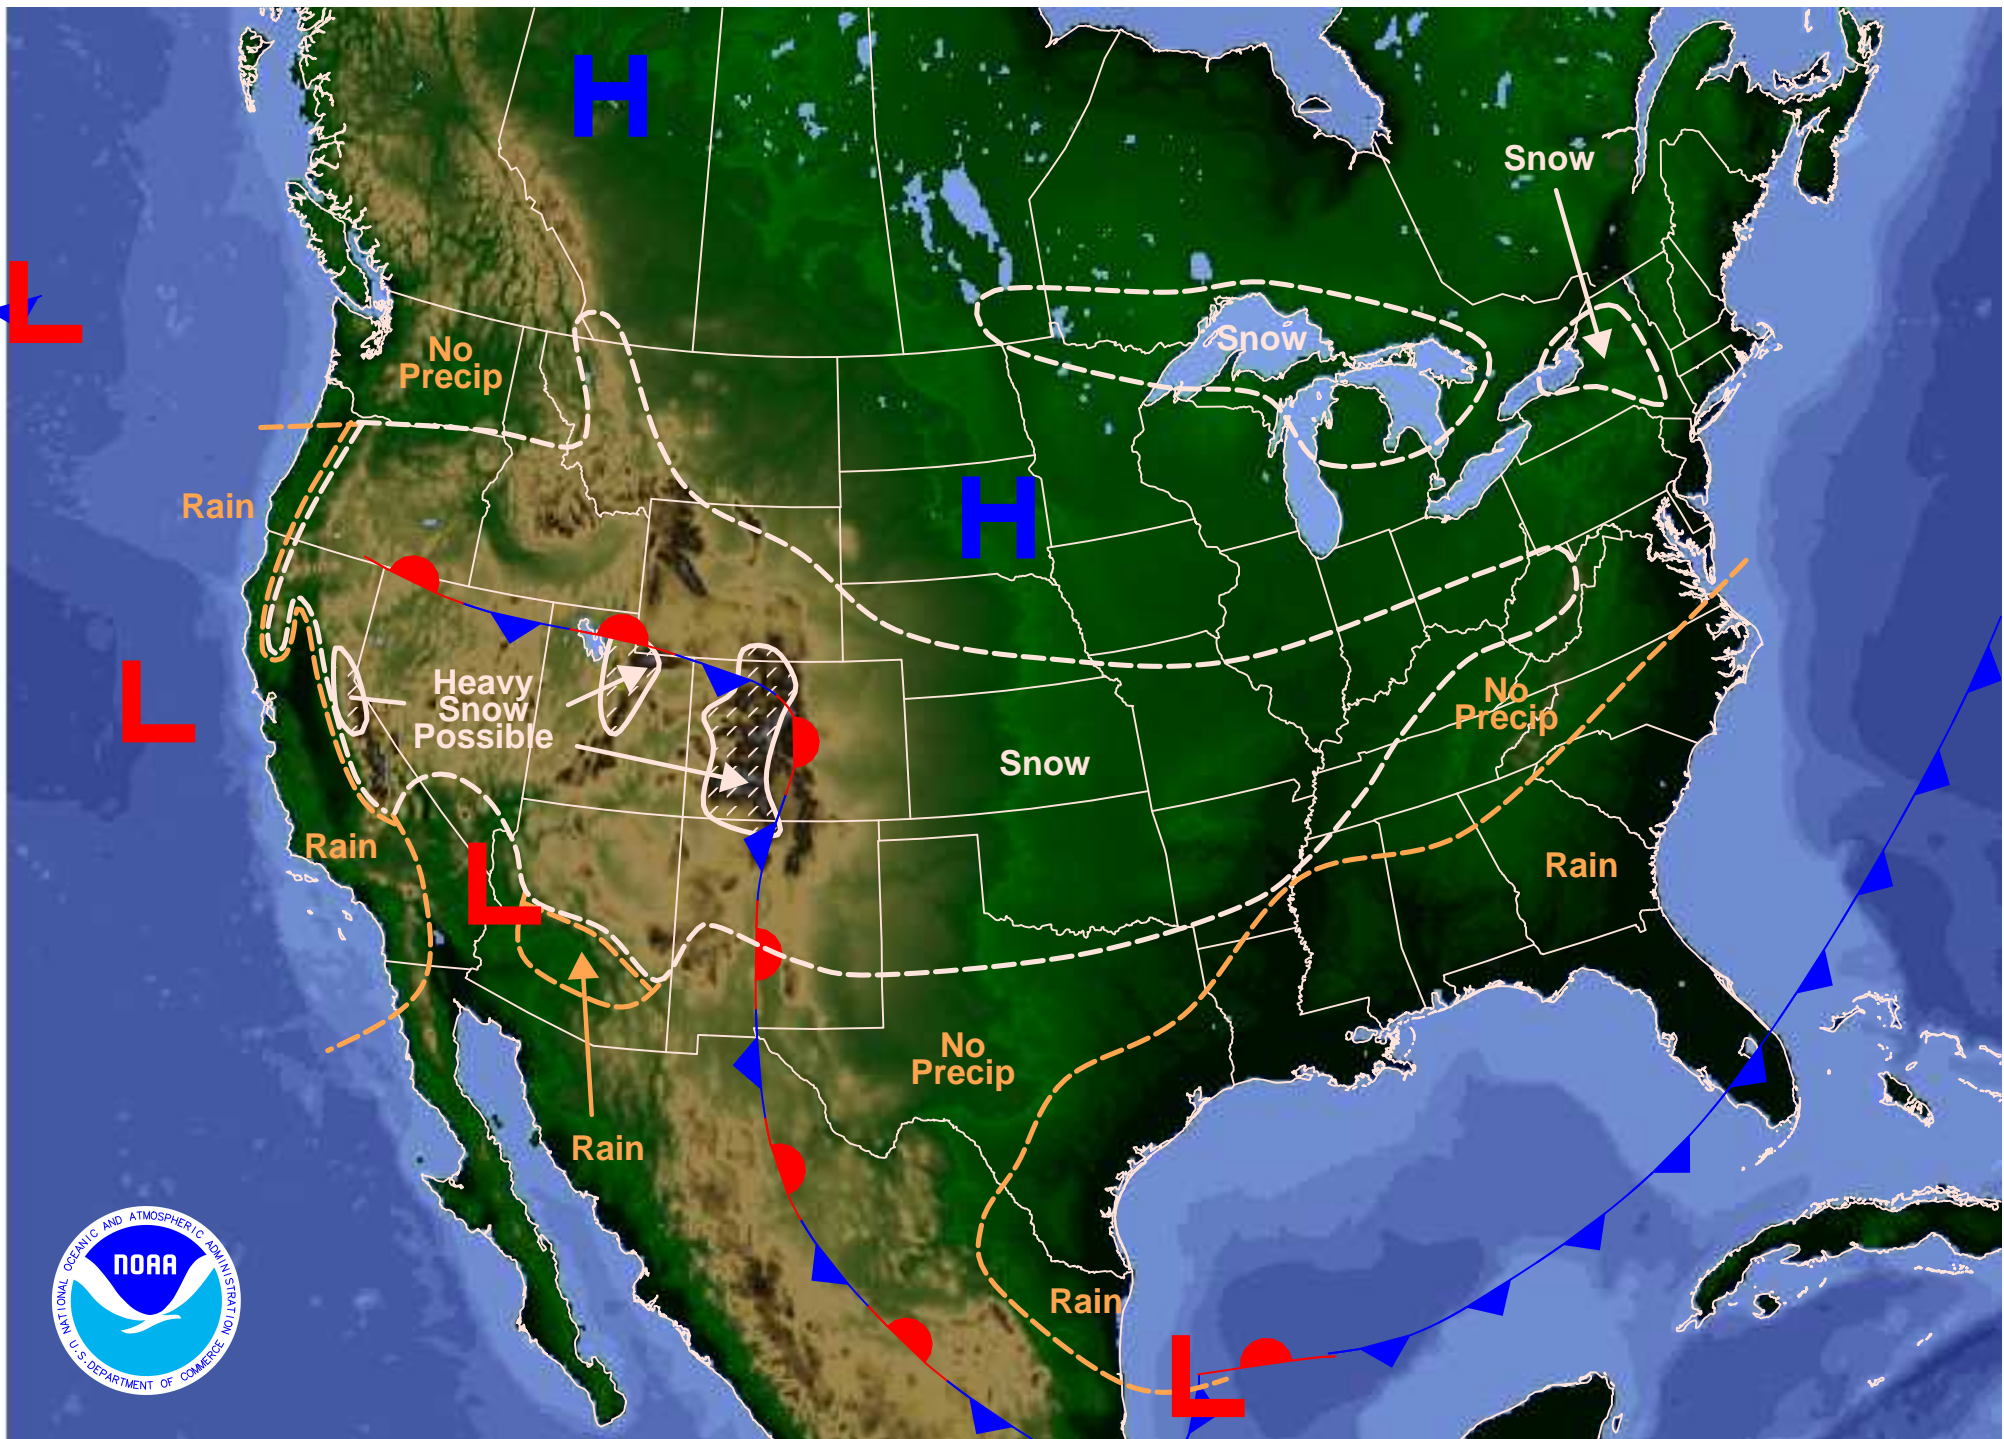 H
Snow
L
Snow
No
Precip
Rain
H
L
Heavy
Snow
Possible
No
Precip
Snow
Rain
L
Rain
No
Precip
Rain
Rain
L
NOAA
NATIONAL OCEANIC AND ATMOSPHERIC ADMINISTRATION
U.S. DEPARTMENT OF COMMERCE